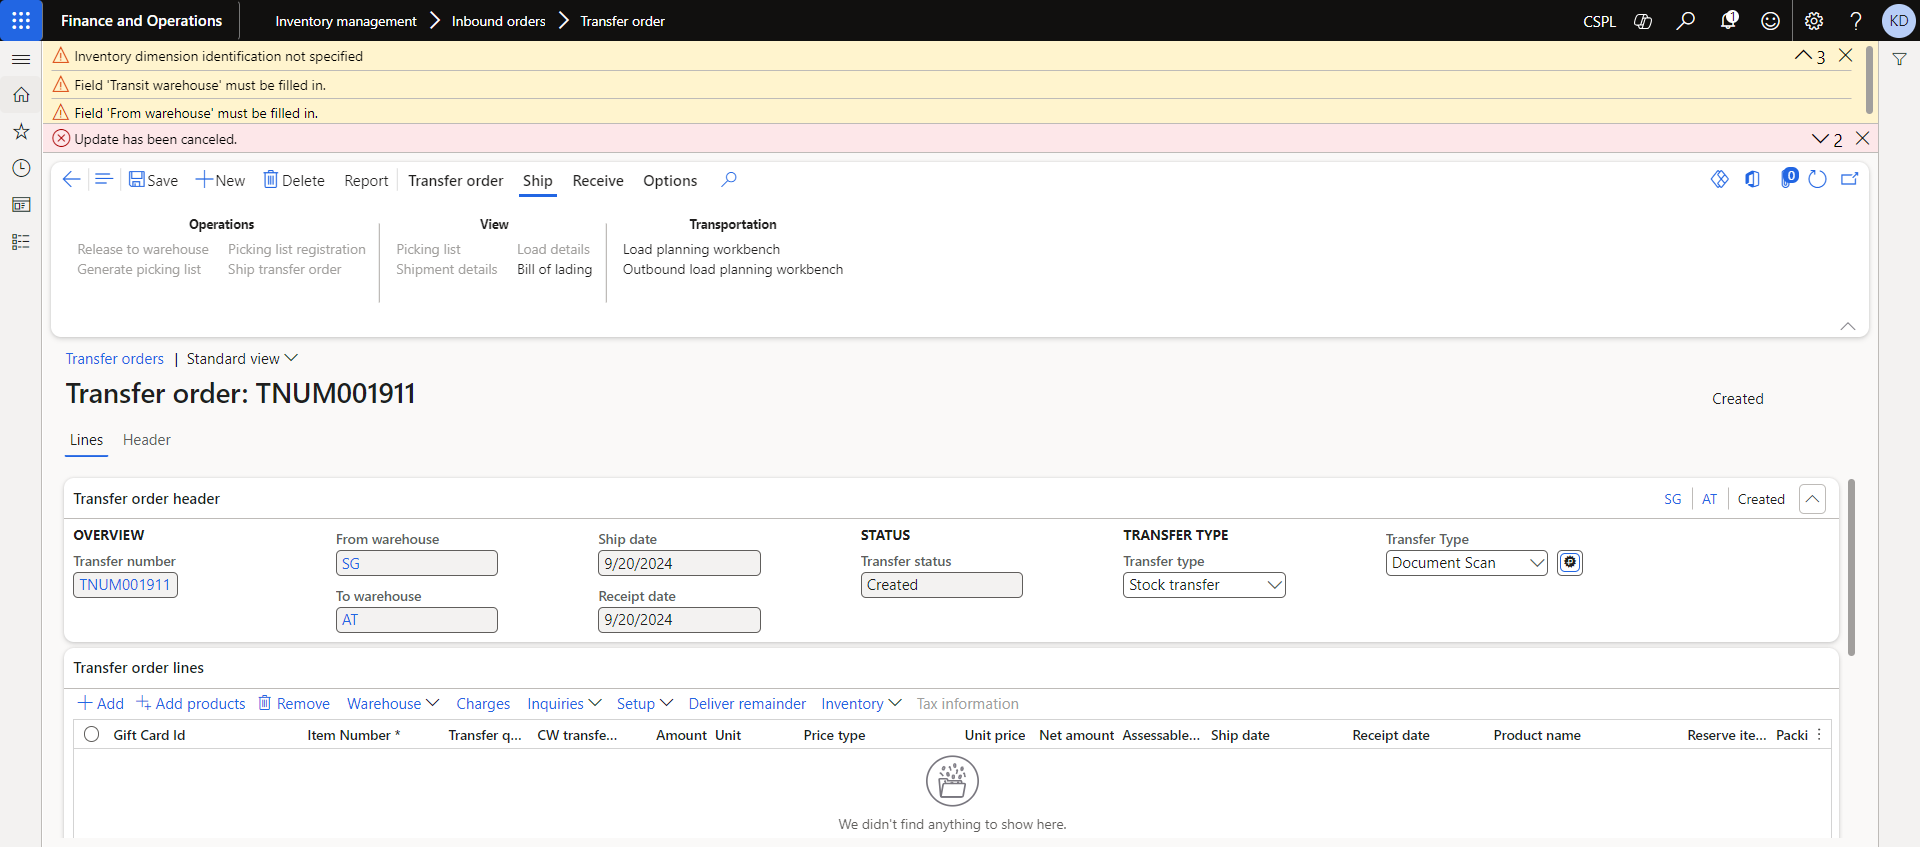 Finance and Operations
Inventory management > Inbound orders > Transfer order
CSPL
1
KD
Inventory dimension identification not specified
3
Field 'Transit warehouse' must be filled in.
Field 'From warehouse' must be filled in.
Update has been canceled.
2
Save New Delete Report Transfer order Ship Receive Options
0
Operations View Transportation
Release to warehouse Picking list registration Picking list Load details Load planning workbench
Generate picking list Ship transfer order Shipment details Bill of lading Outbound load planning workbench
Transfer orders | Standard view
Transfer order: TNUM001911
Created
Lines Header
Transfer order header
SG AT Created
OVERVIEW
Transfer number
TNUM001911
From warehouse
SG
To warehouse
AT
Ship date
9/20/2024
Receipt date
9/20/2024
STATUS
Transfer status
Created
TRANSFER TYPE
Transfer type
Stock transfer
Transfer Type
Document Scan
Transfer order lines
Add Add products Remove Warehouse Charges Inquiries Setup Deliver remainder Inventory Tax information
Gift Card Id Item Number * Transfer q... CW transfe... Amount Unit Price type Unit price Net amount Assessable... Ship date Receipt date Product name Reserve ite... Packi
We didn't find anything to show here.